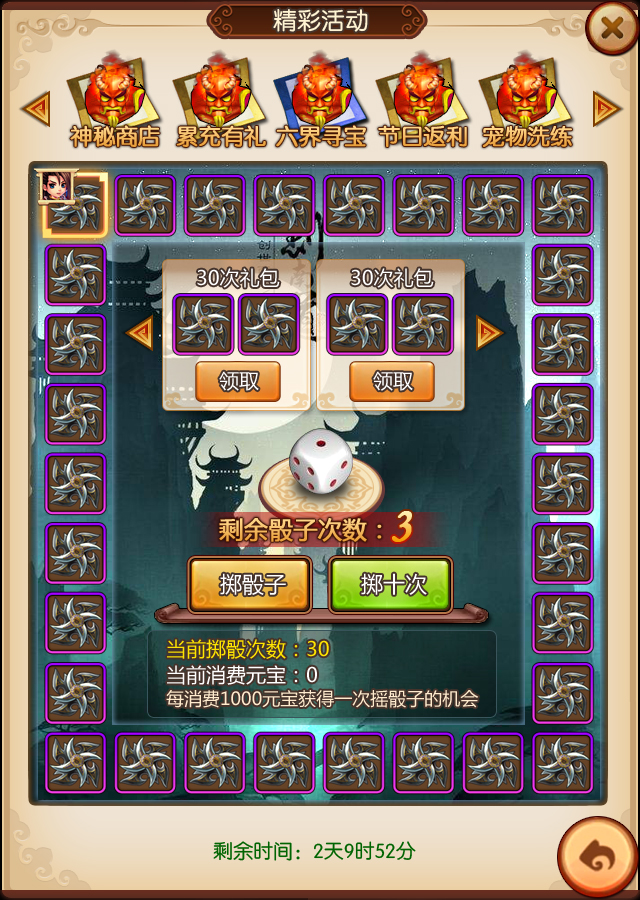 精彩活动
神秘商店 累充有礼 六界寻宝 节日返利 宠物洗练
30次礼包 30次礼包
领取 领取
剩余骰子次数：3
掷骰子 掷十次
当前掷骰次数：30
当前消费元宝：0
每消费1000元宝获得一次摇骰子的机会
剩余时间：2天9时52分